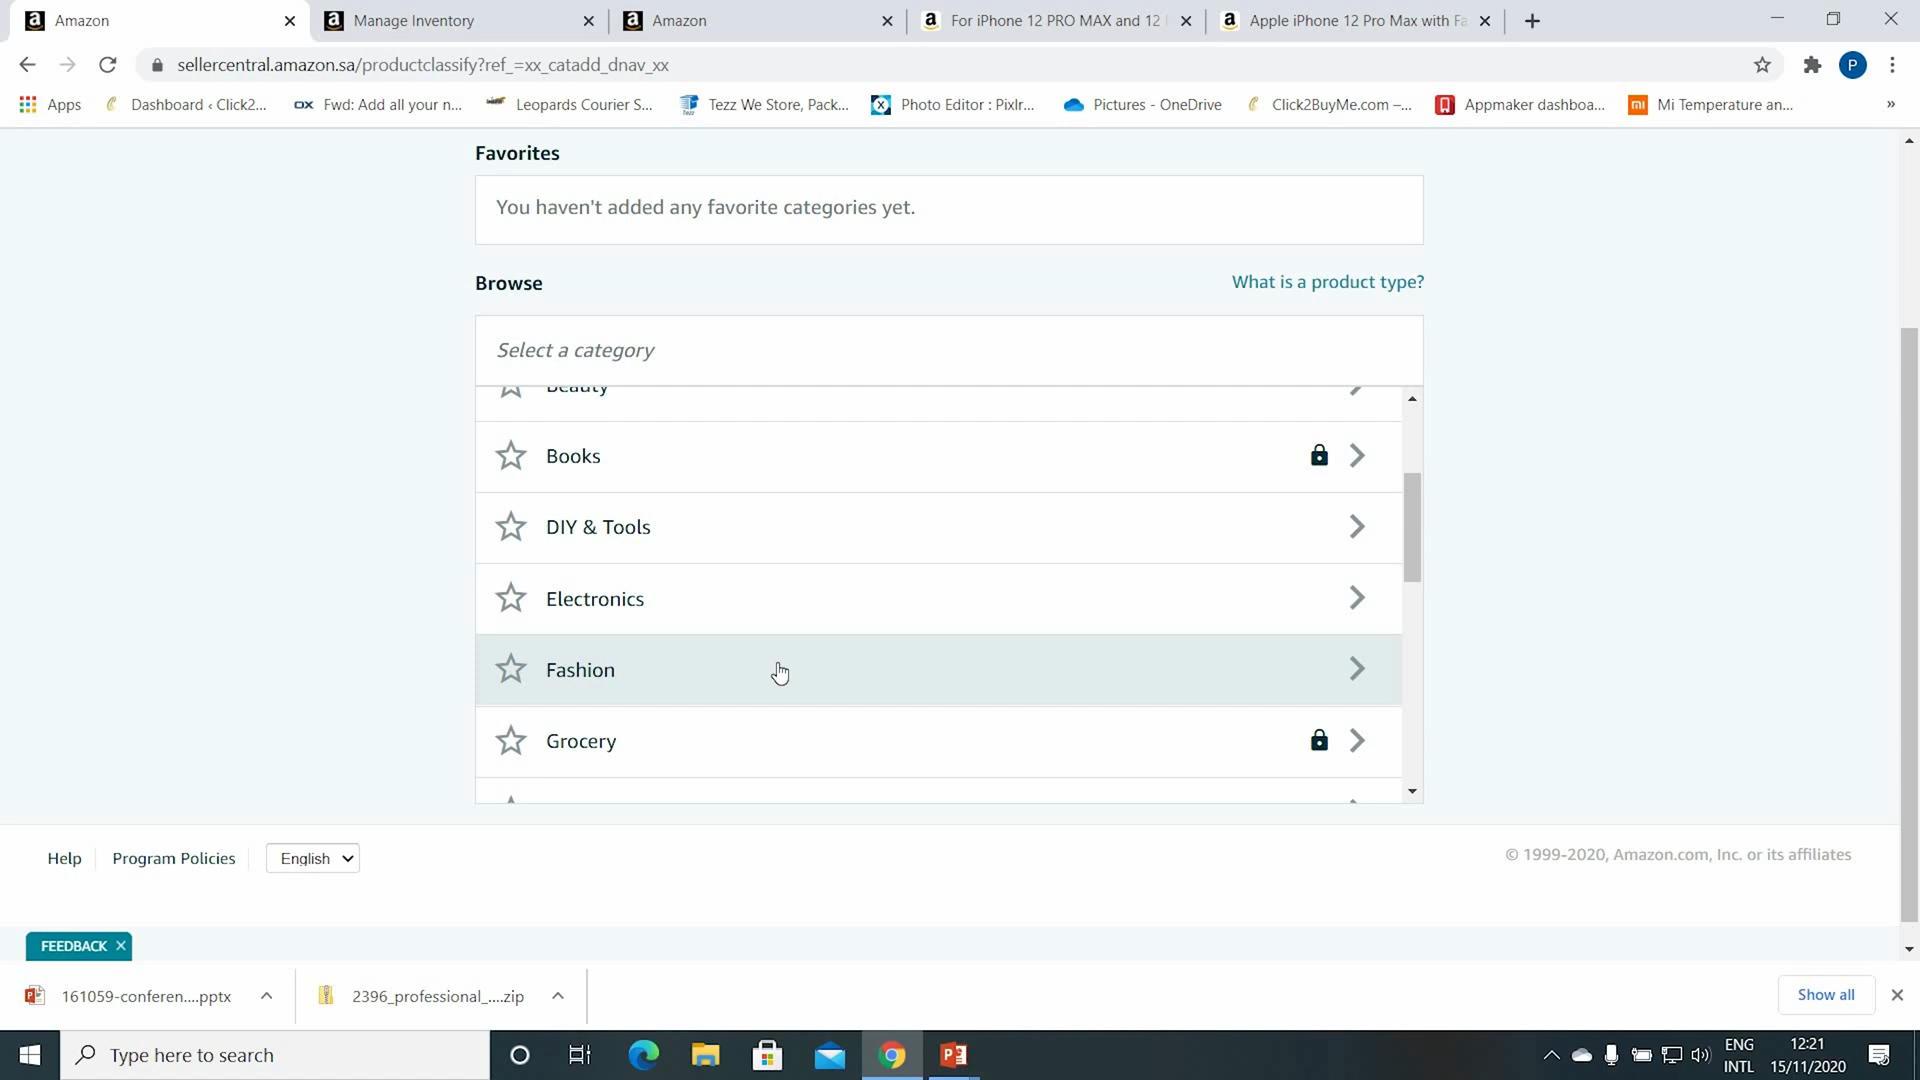 Amazon
Manage Inventory
Amazon
For iPhone 12 PRO MAX and 12
Apple iPhone 12 Pro Max with Fa
sellercentral.amazon.sa/productclassify?ref_=xx_catadd_dnav_xx
P
Apps
Dashboard ‹ Click2...
OX Fwd: Add all your n...
Leopards Courier S...
Tezz We Store, Pack...
Photo Editor : Pixlr...
Pictures - OneDrive
Click2BuyMe.com –...
Appmaker dashboa...
mi Mi Temperature an...
»
Favorites
You haven't added any favorite categories yet.
Browse
What is a product type?
Select a category
Beauty
Books
DIY & Tools
Electronics
Fashion
Grocery
Help
Program Policies
English
© 1999-2020, Amazon.com, Inc. or its affiliates
FEEDBACK
161059-conferen....pptx
2396_professional_....zip
Show all
Type here to search
ENG
INTL
12:21
15/11/2020